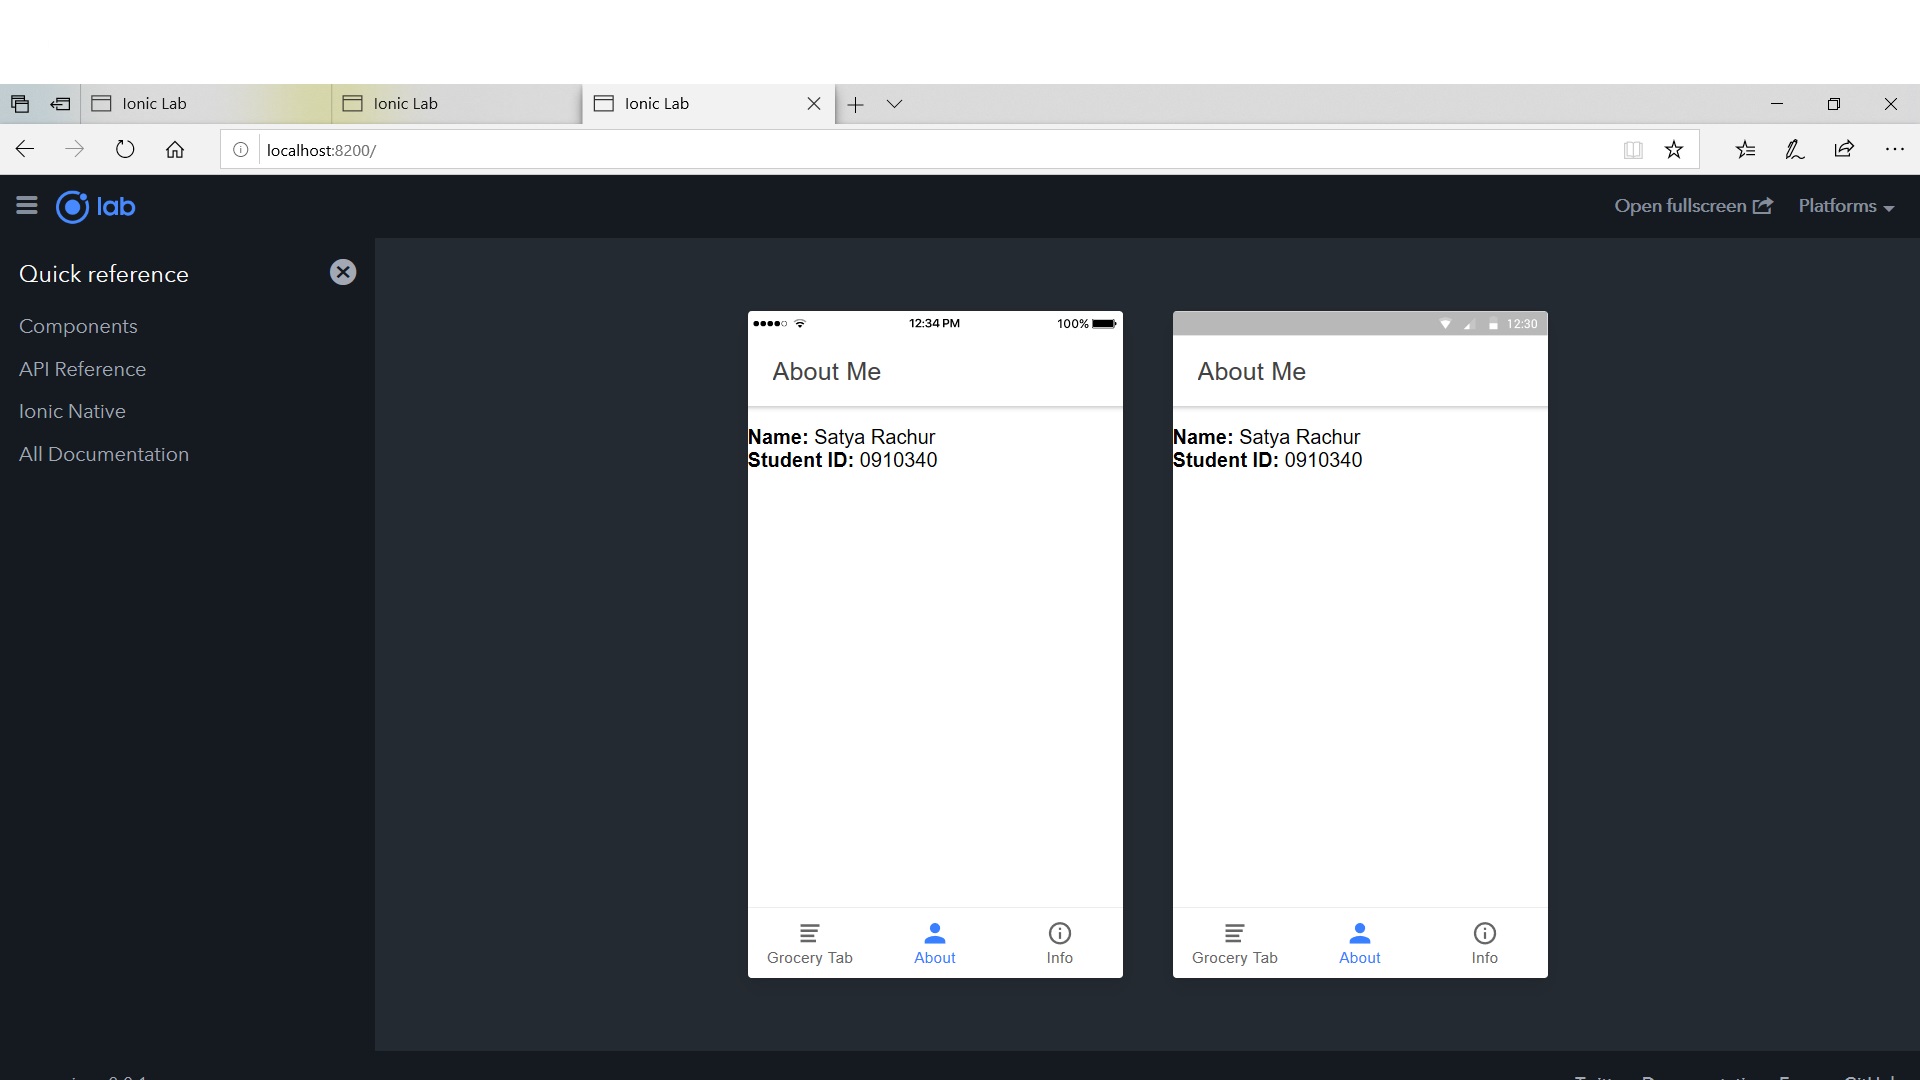 Ionic Lab
Ionic Lab
Ionic Lab
localhost:8200/
lab
Open fullscreen
Platforms
Quick reference
Components
API Reference
Ionic Native
All Documentation
12:34 PM
100%
About Me
Name: Satya Rachur
Student ID: 0910340
Grocery Tab
About
Info
12:30
About Me
Name: Satya Rachur
Student ID: 0910340
Grocery Tab
About
Info